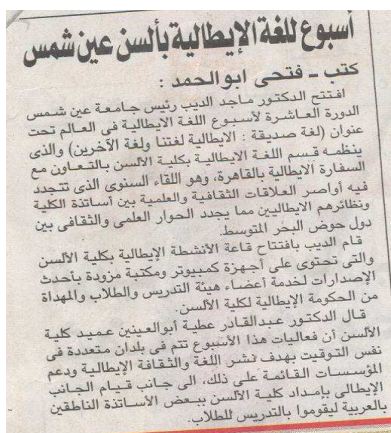 أسبوع للغة الإيطالية بألسن عين شمس
كتب - فتحى ابوالحمد :
افتتح الدكتور ماجد الديب رئيس جامعة عين شمس
الدورة العاشرة لأسبوع اللغة الايطالية فى العالم تحت
عنوان (لغة صديقة : الايطالية لغتنا ولغة الآخرين) والذى
ينظمه قسم اللغة الايطالية بكلية الألسن بالتعاون مع
السفارة الايطالية بالقاهرة، وهو اللقاء السنوى الذى تتجدد
فيه أواصر العلاقات الثقافية والعلمية بين أساتذة الكلية
ونظائرهم الايطاليين مما يجدد الحوار العلمى والثقافى بين
دول حوض البحر المتوسط.
قام الديب بافتتاح قاعة الأنشطة الإيطالية بكلية الألسن
والتى تحتوى على أجهزة كمبيوتر ومكتبة مزودة بأحدث
الإصدارات لخدمة أعضاء هيئة التدريس والطلاب والمهداة
من الحكومة الإيطالية لكلية الألسن.
قال الدكتور عبدالقادر عطية أبوالعينين عميد كلية
الألسن أن فعاليات هذا الأسبوع تتم فى بلدان متعددة فى
نفس التوقيت بهدف نشر اللغة والثقافة الإيطالية ودعم
المؤسسات القائمة على ذلك، الى جانب قيام الجانب
الإيطالى بإمداد كلية الألسن ببعض الأساتذة الناطقين
بالعربية ليقوموا بالتدريس للطلاب.